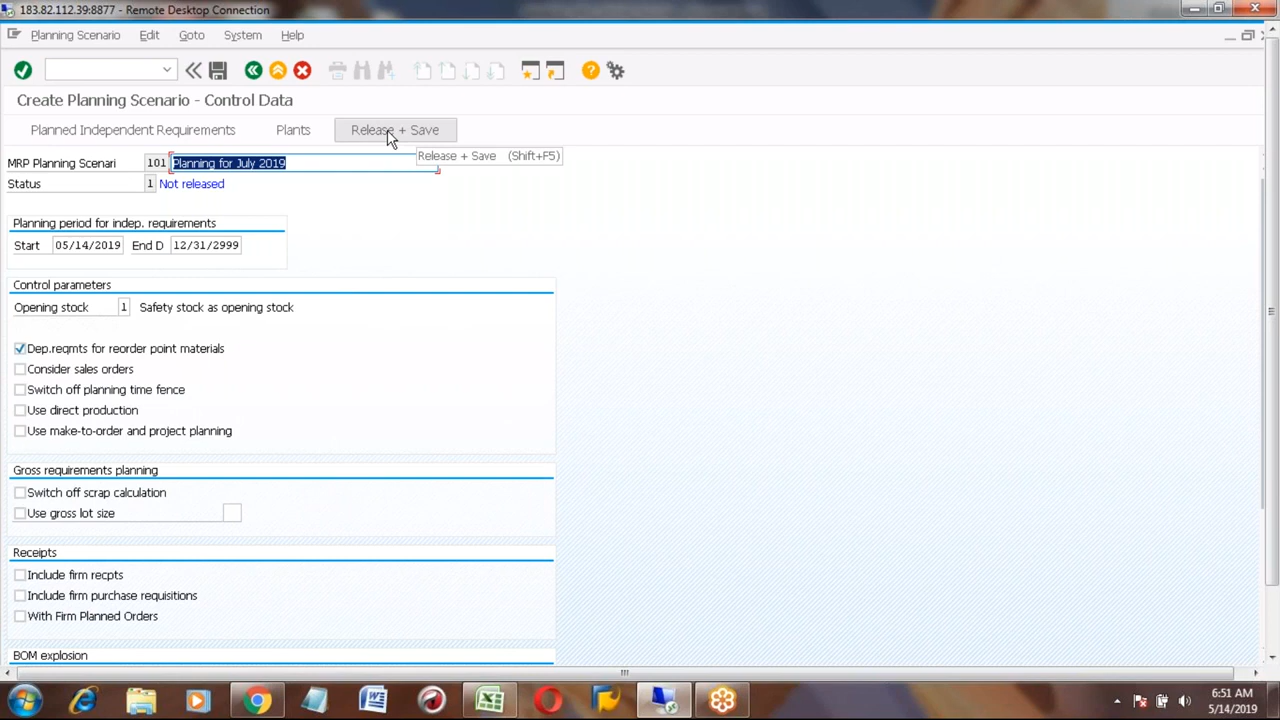 183.82.112.39:8877 - Remote Desktop Connection
Planning Scenario Edit Goto System Help
Create Planning Scenario - Control Data
Planned Independent Requirements Plants Release + Save
Release + Save (Shift+F5)
MRP Planning Scenari 101 Planning for July 2019
Status 1 Not released
Planning period for indep. requirements
Start 05/14/2019 End D 12/31/2999
Control parameters
Opening stock 1 Safety stock as opening stock
Dep.reqmts for reorder point materials
Consider sales orders
Switch off planning time fence
Use direct production
Use make-to-order and project planning
Gross requirements planning
Switch off scrap calculation
Use gross lot size
Receipts
Include firm recpts
Include firm purchase requisitions
With Firm Planned Orders
BOM explosion
6:51 AM
5/14/2019